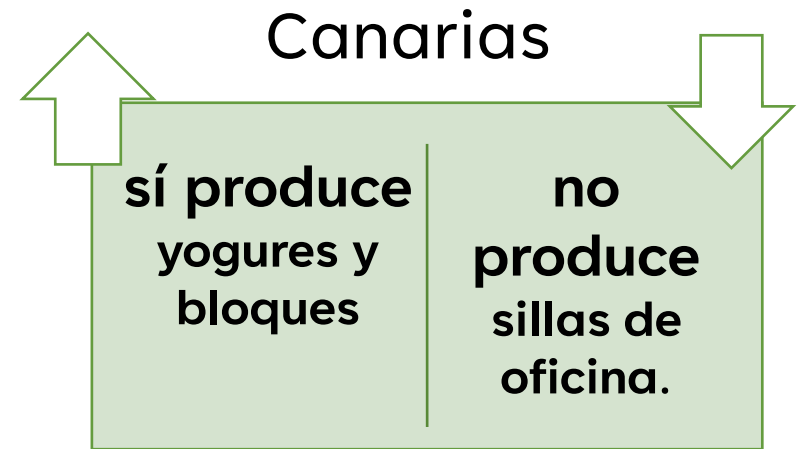 Canarias
sí produce
yogures y
bloques
no
produce
sillas de
oficina.